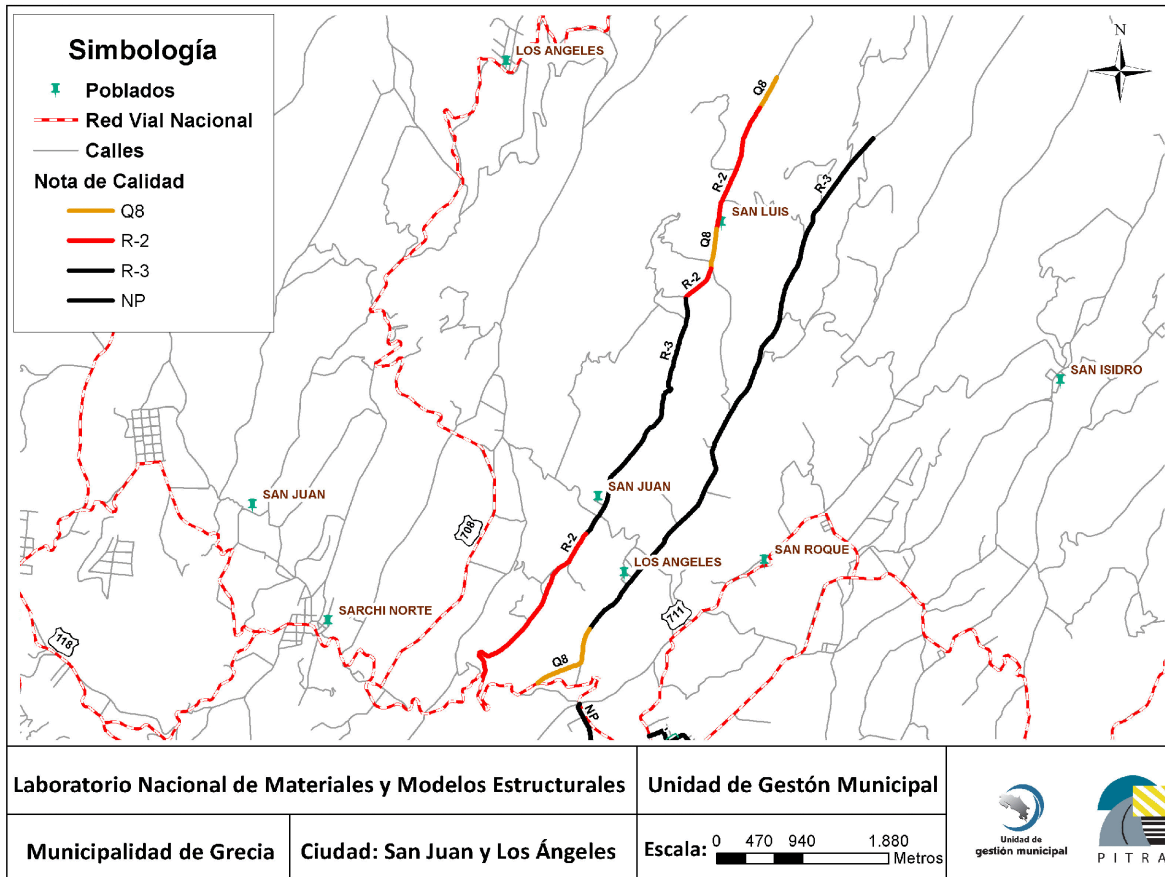 Simbología
Poblados
Red Vial Nacional
Calles
Nota de Calidad
Q8
R-2
R-3
NP
N
LOS ANGELES
Q8
R-2
R-3
SAN LUIS
Q8
R-2
R-3
SAN ISIDRO
SAN JUAN
SAN JUAN
708
R-2
SAN ROQUE
LOS ANGELES
SARCHI NORTE
711
118
Q8
NP
Laboratorio Nacional de Materiales y Modelos Estructurales
Unidad de Gestión Municipal
Municipalidad de Grecia
Ciudad: San Juan y Los Ángeles
Escala:
0 470 940 1.880
Metros
Unidad de
gestión municipal
PITRA